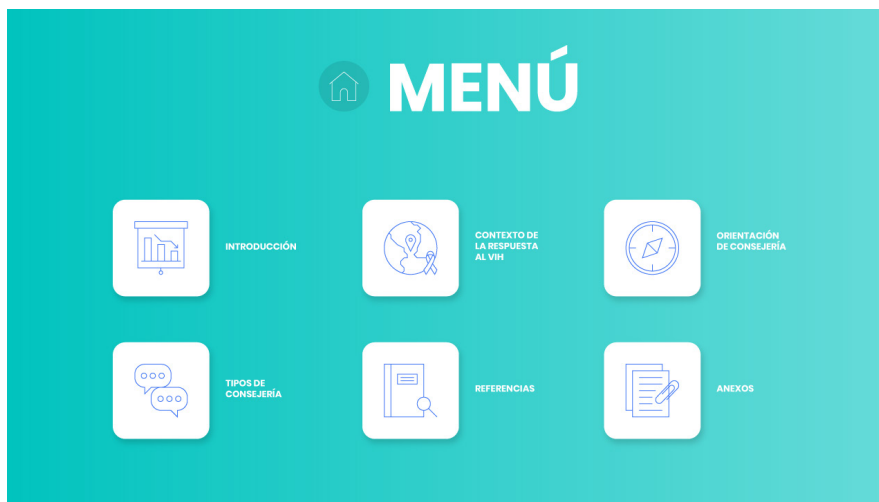 MENÚ
INTRODUCCIÓN
CONTEXTO DE
LA RESPUESTA
AL VIH
ORIENTACIÓN
DE CONSEJERÍA
TIPOS DE
CONSEJERÍA
REFERENCIAS
ANEXOS